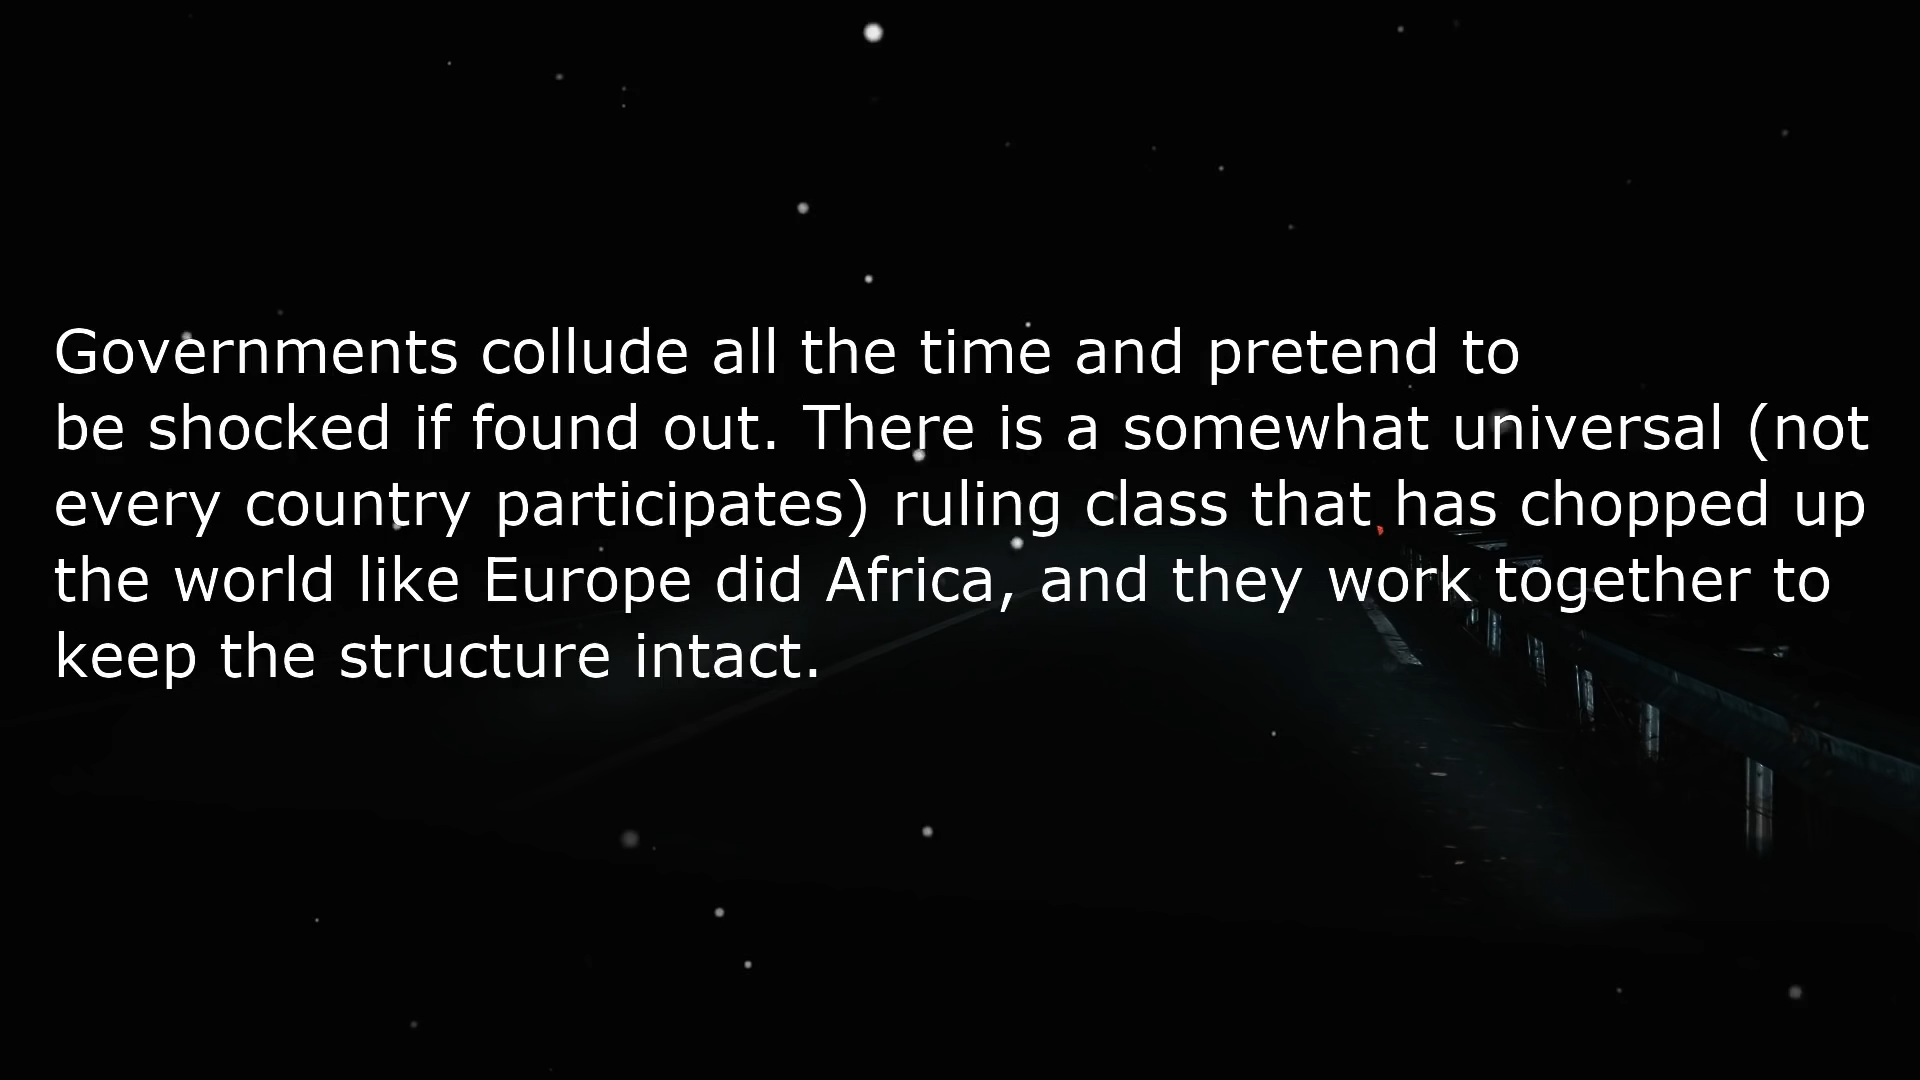 Governments collude all the time and pretend to
be shocked if found out. There is a somewhat universal (not
every country participates) ruling class that has chopped up
the world like Europe did Africa, and they work together to
keep the structure intact.